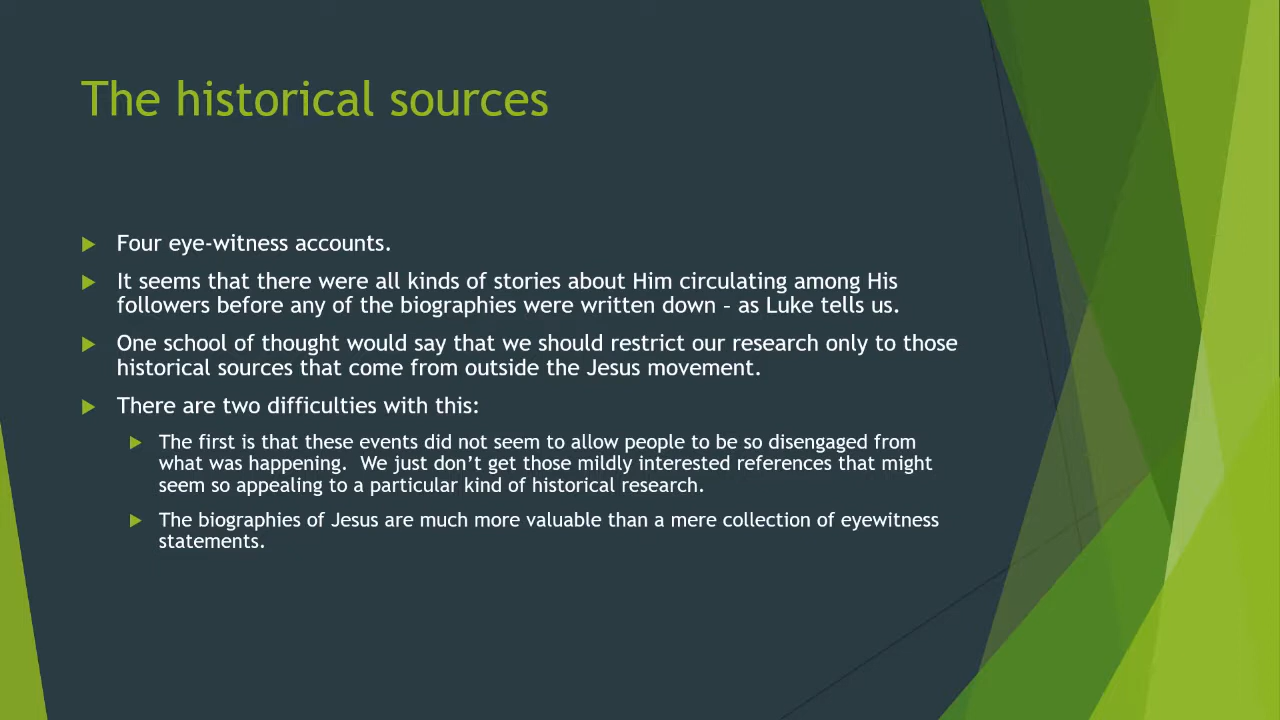 The historical sources
Four eye-witness accounts.
It seems that there were all kinds of stories about Him circulating among His
followers before any of the biographies were written down – as Luke tells us.
One school of thought would say that we should restrict our research only to those
historical sources that come from outside the Jesus movement.
There are two difficulties with this:
The first is that these events did not seem to allow people to be so disengaged from
what was happening.  We just don’t get those mildly interested references that might
seem so appealing to a particular kind of historical research.
The biographies of Jesus are much more valuable than a mere collection of eyewitness
statements.